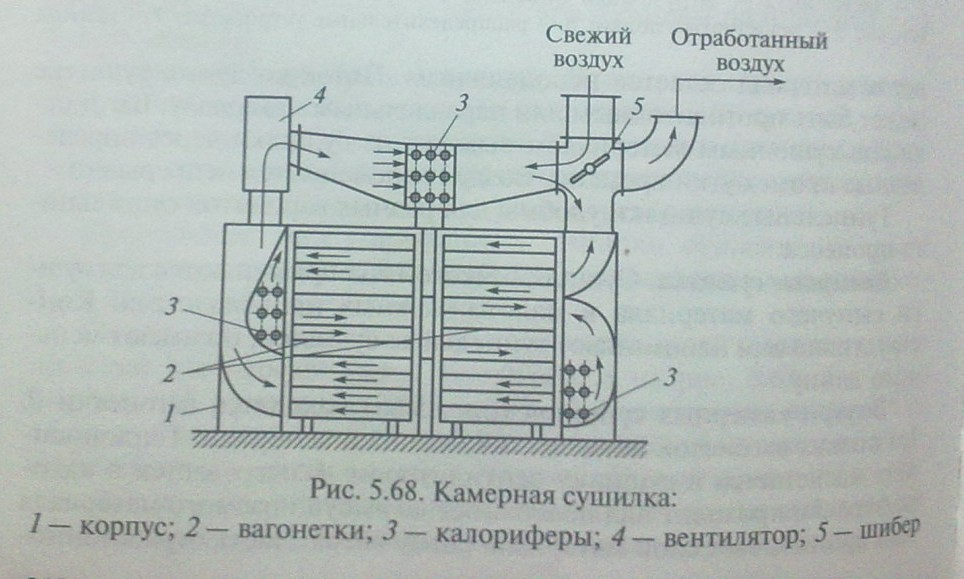 Свежий
воздух
Отработанный
воздух
4
3
5
3
2
1
3
Рис. 5.68. Камерная сушилка:
1 — корпус; 2 — вагонетки; 3 — калориферы; 4 — вентилятор; 5 — шибер